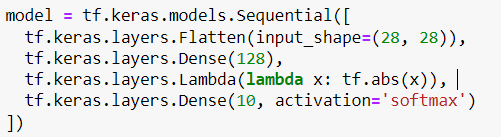 model = tf.keras.models.Sequential([
  tf.keras.layers.Flatten(input_shape=(28, 28)),
  tf.keras.layers.Dense(128),
  tf.keras.layers.Lambda(lambda x: tf.abs(x)),
  tf.keras.layers.Dense(10, activation='softmax')
])